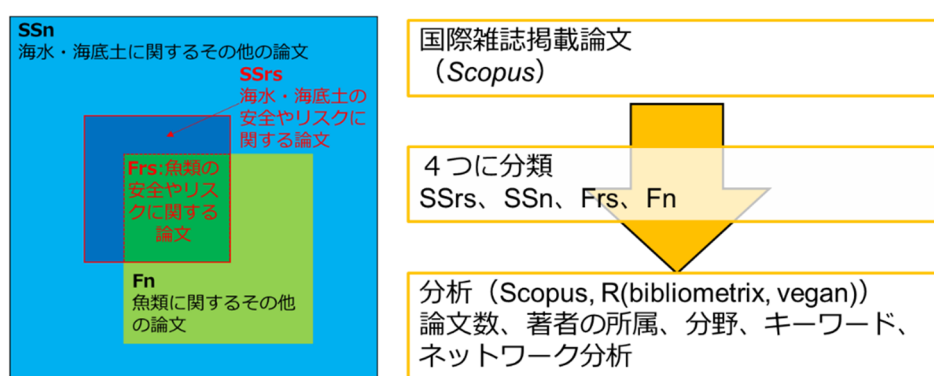 SSn
海水・海底土に関するその他の論文
SSrs
海水・海底土の
安全やリスクに
関する論文
Frs:魚類の
安全やリス
クに関する
論文
Fn
魚類に関するその他
の論文
国際雑誌掲載論文
（Scopus）
４つに分類
SSrs、SSn、Frs、Fn
分析（Scopus, R(bibliometrix, vegan)）
論文数、著者の所属、分野、キーワード、
ネットワーク分析